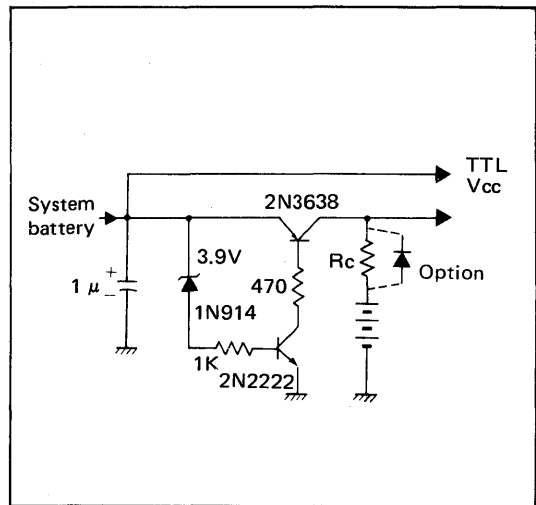 TTL
Vcc
System
battery
2N3638
3.9V
Rc
Option
470
+
1 μ
−
1N914
1K
2N2222